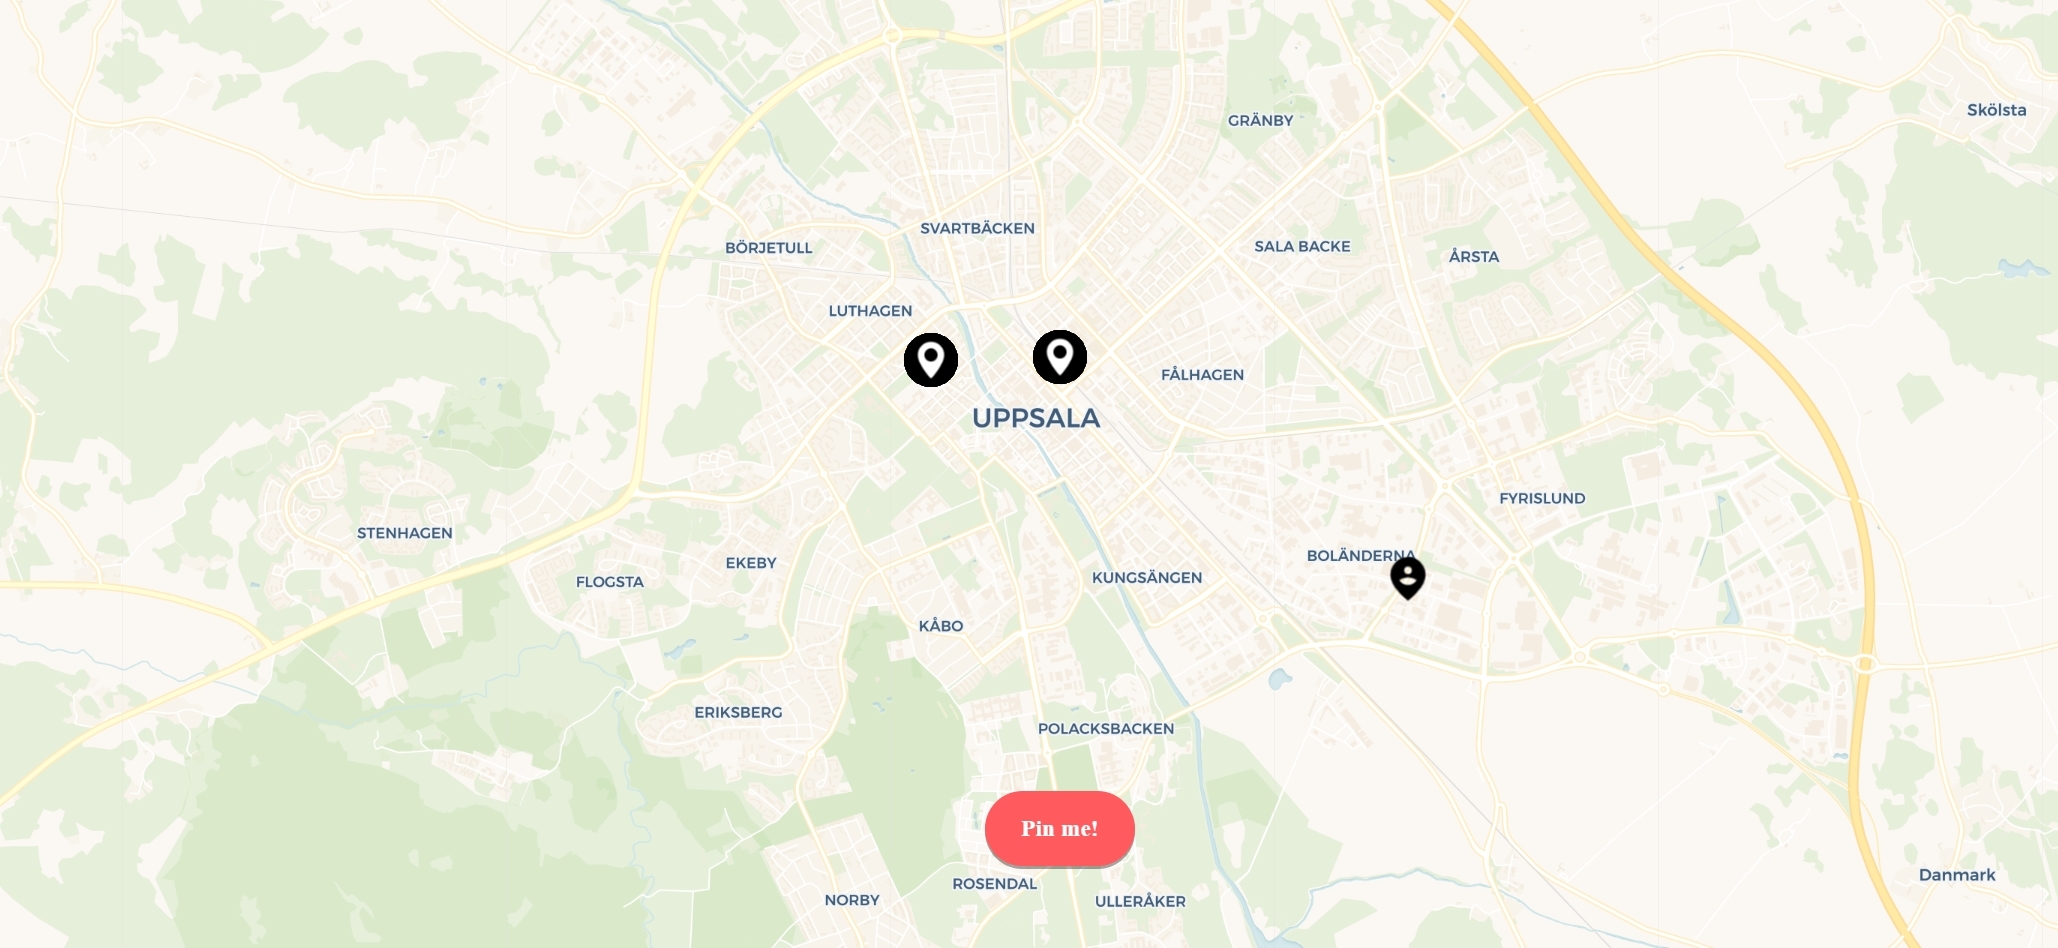 Skölsta
GRÄNBY
SVARTBÄCKEN
BÖRJETULL
SALA BACKE
ÅRSTA
LUTHAGEN
FÅLHAGEN
UPPSALA
FYRISLUND
STENHAGEN
BOLÄNDERNA
EKEBY
FLOGSTA
KUNGSÄNGEN
KÅBO
ERIKSBERG
POLACKSBACKEN
Pin me!
Danmark
ROSENDAL
NORBY
ULLERÅKER